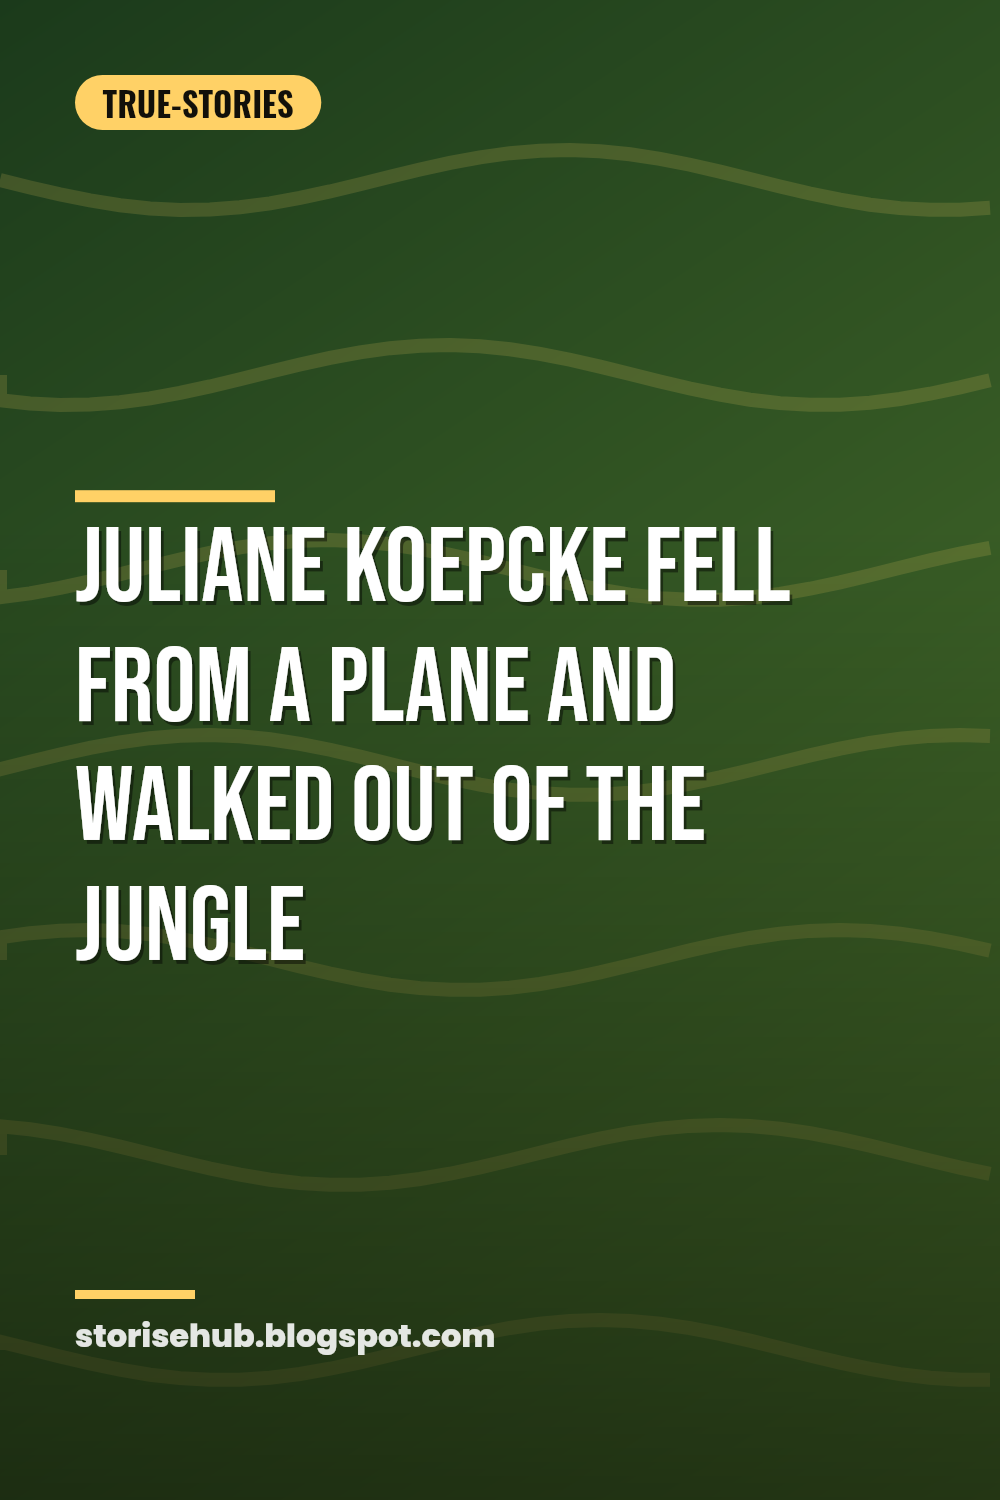 TRUE-STORIES
JULIANE KOEPCKE FELL
FROM A PLANE AND
WALKED OUT OF THE
JUNGLE
storisehub.blogspot.com